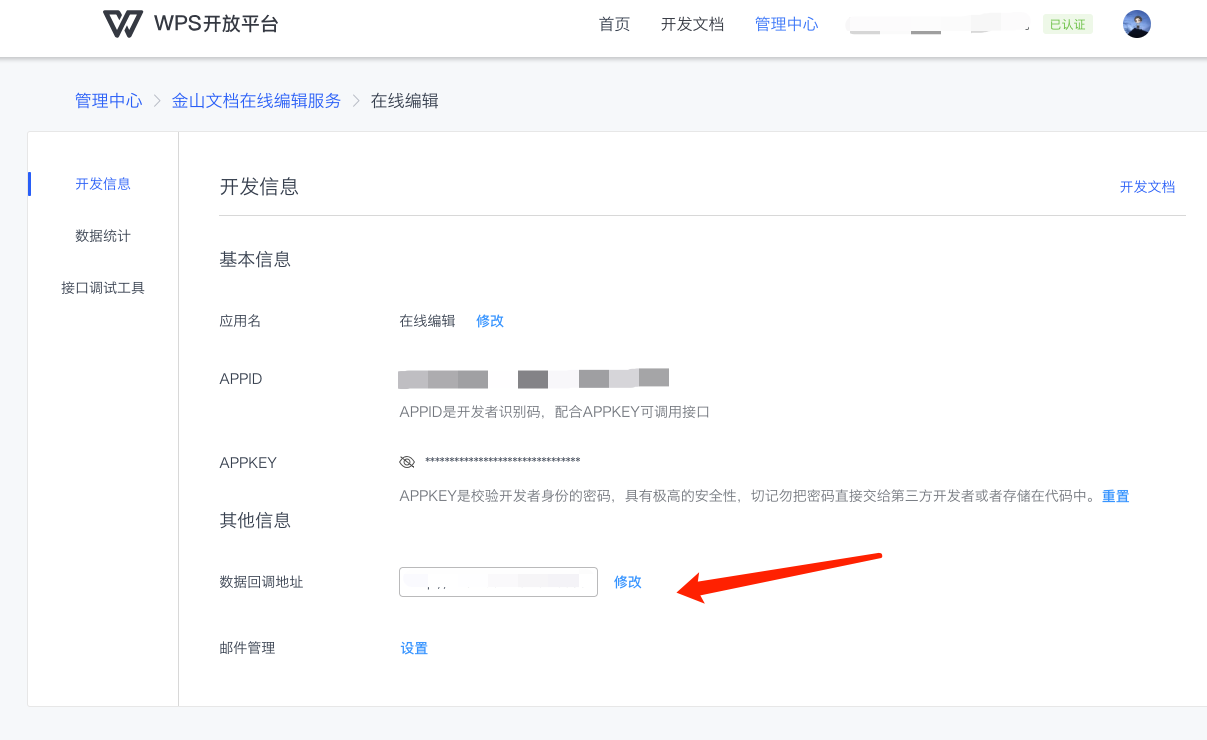 WPS开放平台
首页 开发文档 管理中心 已认证
管理中心 > 金山文档在线编辑服务 > 在线编辑
开发信息
数据统计
接口调试工具
开发信息 开发文档
基本信息
应用名 在线编辑 修改
APPID
APPID是开发者识别码，配合APPKEY可调用接口
APPKEY ********************************
APPKEY是校验开发者身份的密码，具有极高的安全性，切记勿把密码直接交给第三方开发者或者存储在代码中。重置
其他信息
数据回调地址 修改
邮件管理 设置